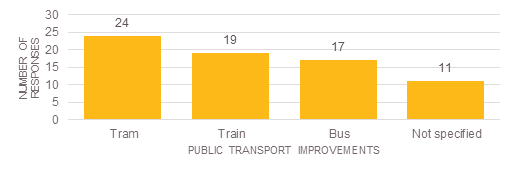 30
25
20
15
10
5
0
NUMBER OF
RESPONSES
24
19
17
11
Tram Train Bus Not specified
PUBLIC TRANSPORT IMPROVEMENTS